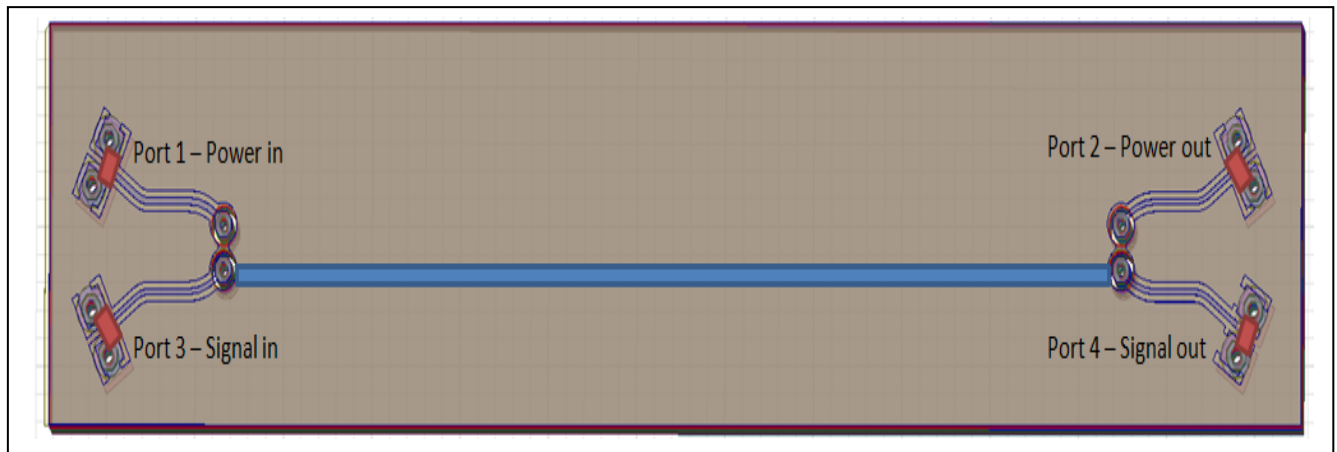 Port 1 – Power in
Port 2 – Power out
Port 3 – Signal in
Port 4 – Signal out